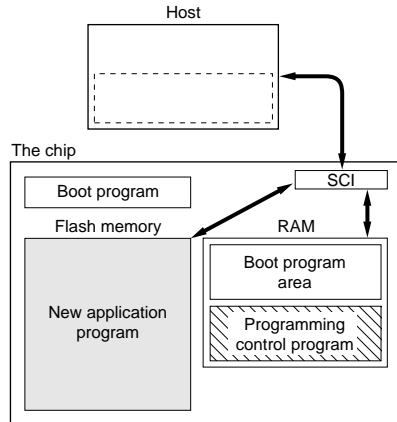 Host
The chip
SCI
Boot program
Flash memory
RAM
Boot program
area
New application
program
Programming
control program